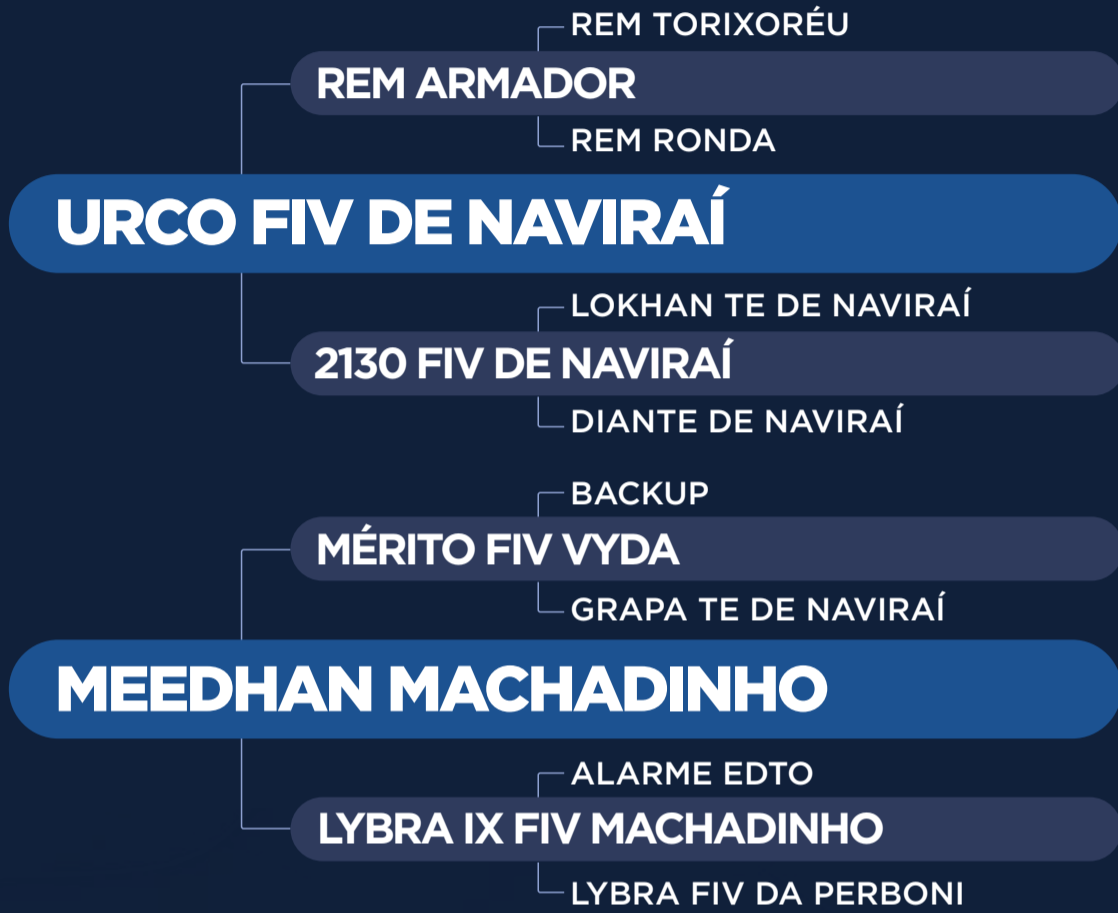 REM TORIXORÉU
REM ARMADOR
REM RONDA
URCO FIV DE NAVIRAÍ
LOKHAN TE DE NAVIRAÍ
2130 FIV DE NAVIRAÍ
DIANTE DE NAVIRAÍ
BACKUP
MÉRITO FIV VYDA
GRAPA TE DE NAVIRAÍ
MEEDHAN MACHADINHO
ALARME EDTO
LYBRA IX FIV MACHADINHO
LYBRA FIV DA PERBONI